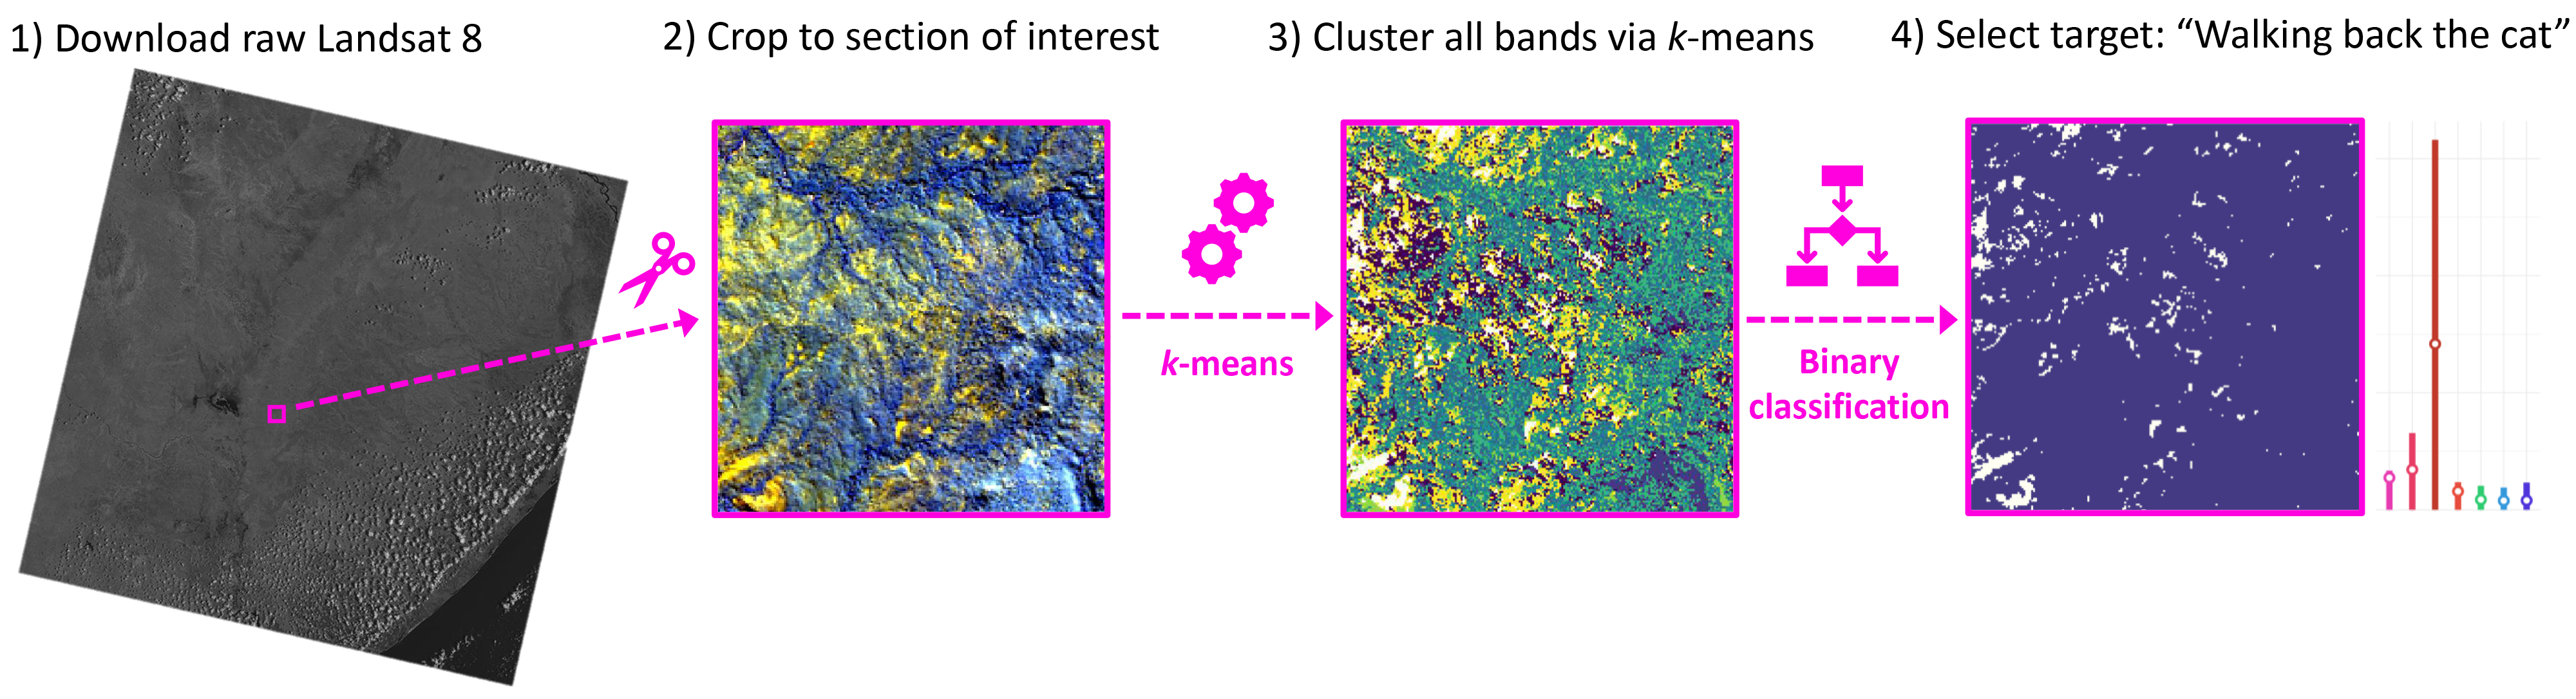 1) Download raw Landsat 8
2) Crop to section of interest
3) Cluster all bands via k-means
4) Select target: “Walking back the cat”
k-means
Binary
classification